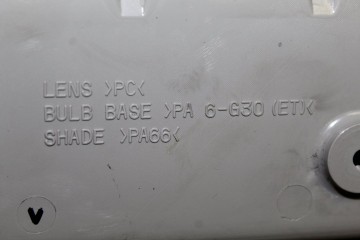 LENS >PC<
BULB BASE >PA 6-G30 (ET)<
SHADE >PA66<
V